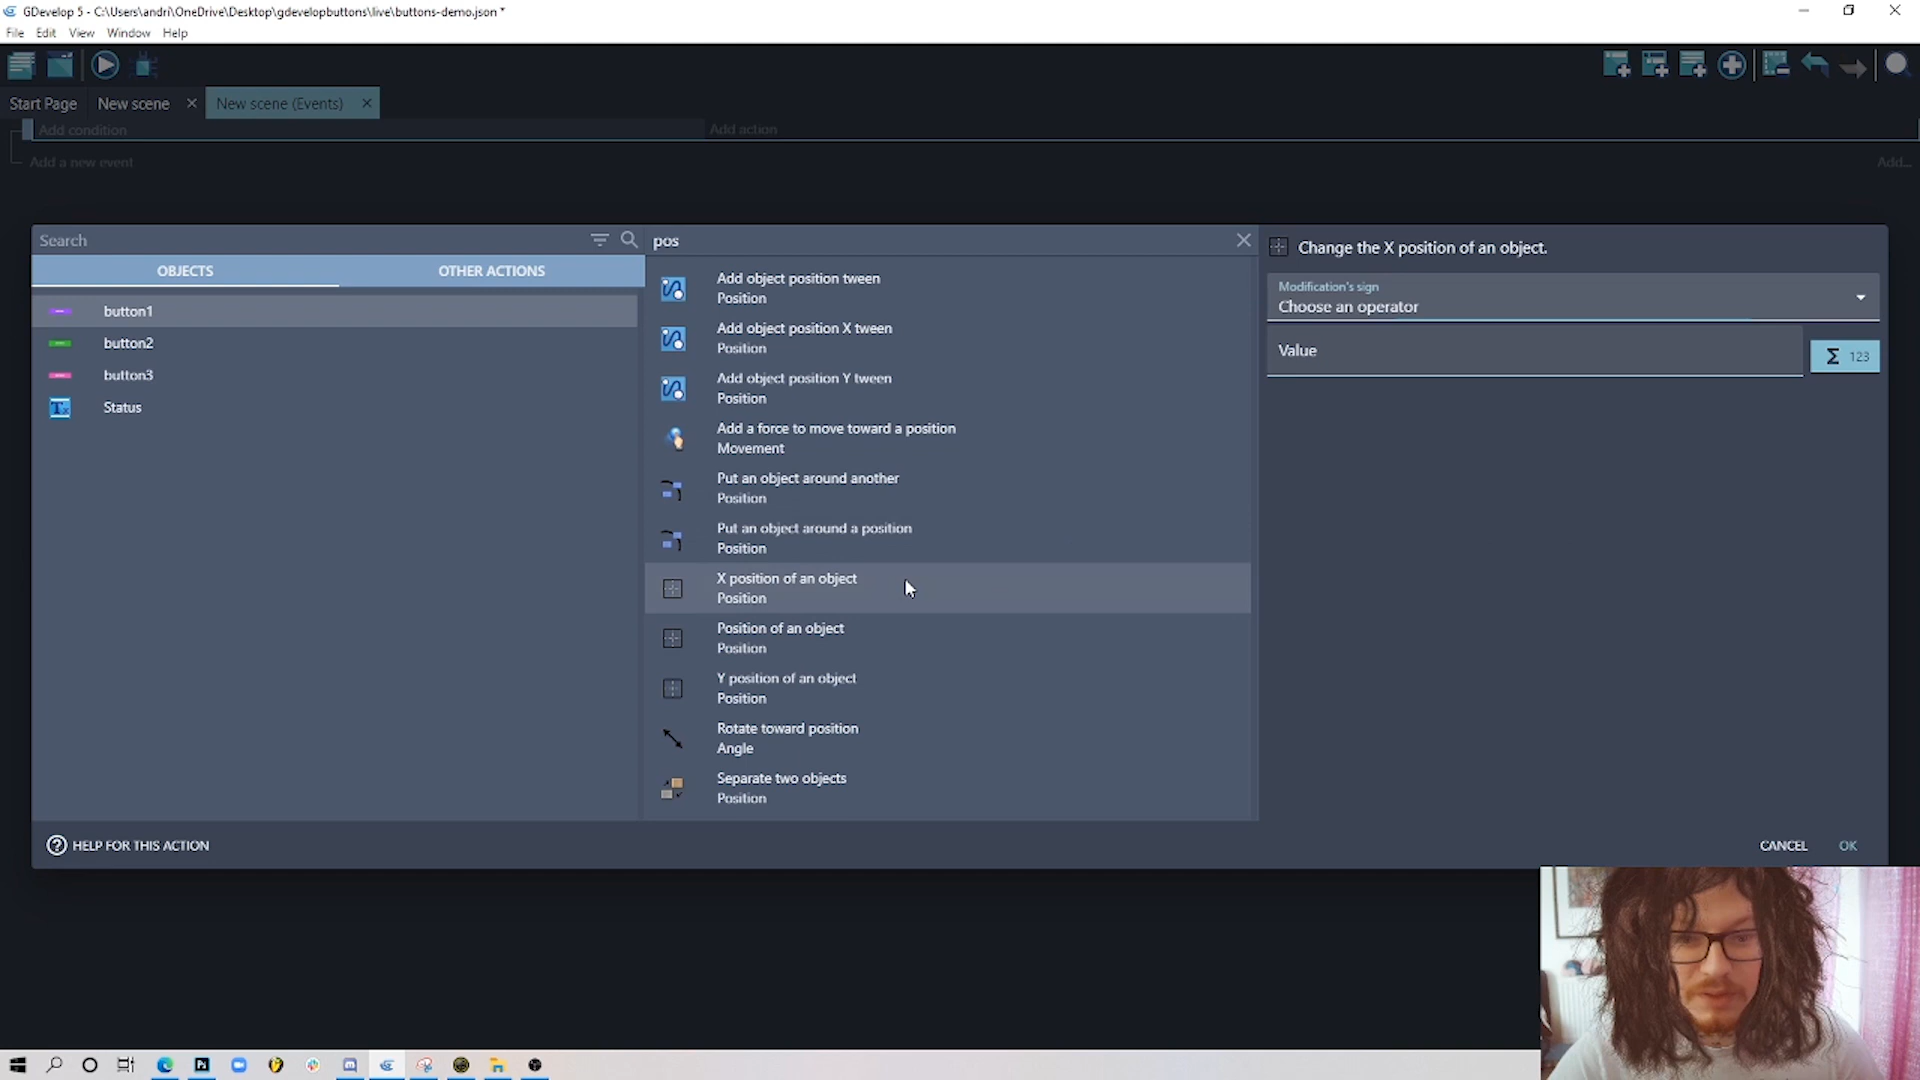 GDevelop 5 - C:\Users\andri\OneDrive\Desktop\gdevelopbuttons\live\buttons-demo.json *
File Edit View Window Help
Start Page New scene New scene (Events)
Add condition Add action
Add a new event Add...
Search pos Change the X position of an object.
OBJECTS OTHER ACTIONS
Modification's sign
Choose an operator
Value Σ 123
button1
button2
button3
Status
Add object position tween
Position
Add object position X tween
Position
Add object position Y tween
Position
Add a force to move toward a position
Movement
Put an object around another
Position
Put an object around a position
Position
X position of an object
Position
Position of an object
Position
Y position of an object
Position
Rotate toward position
Angle
Separate two objects
Position
HELP FOR THIS ACTION CANCEL OK